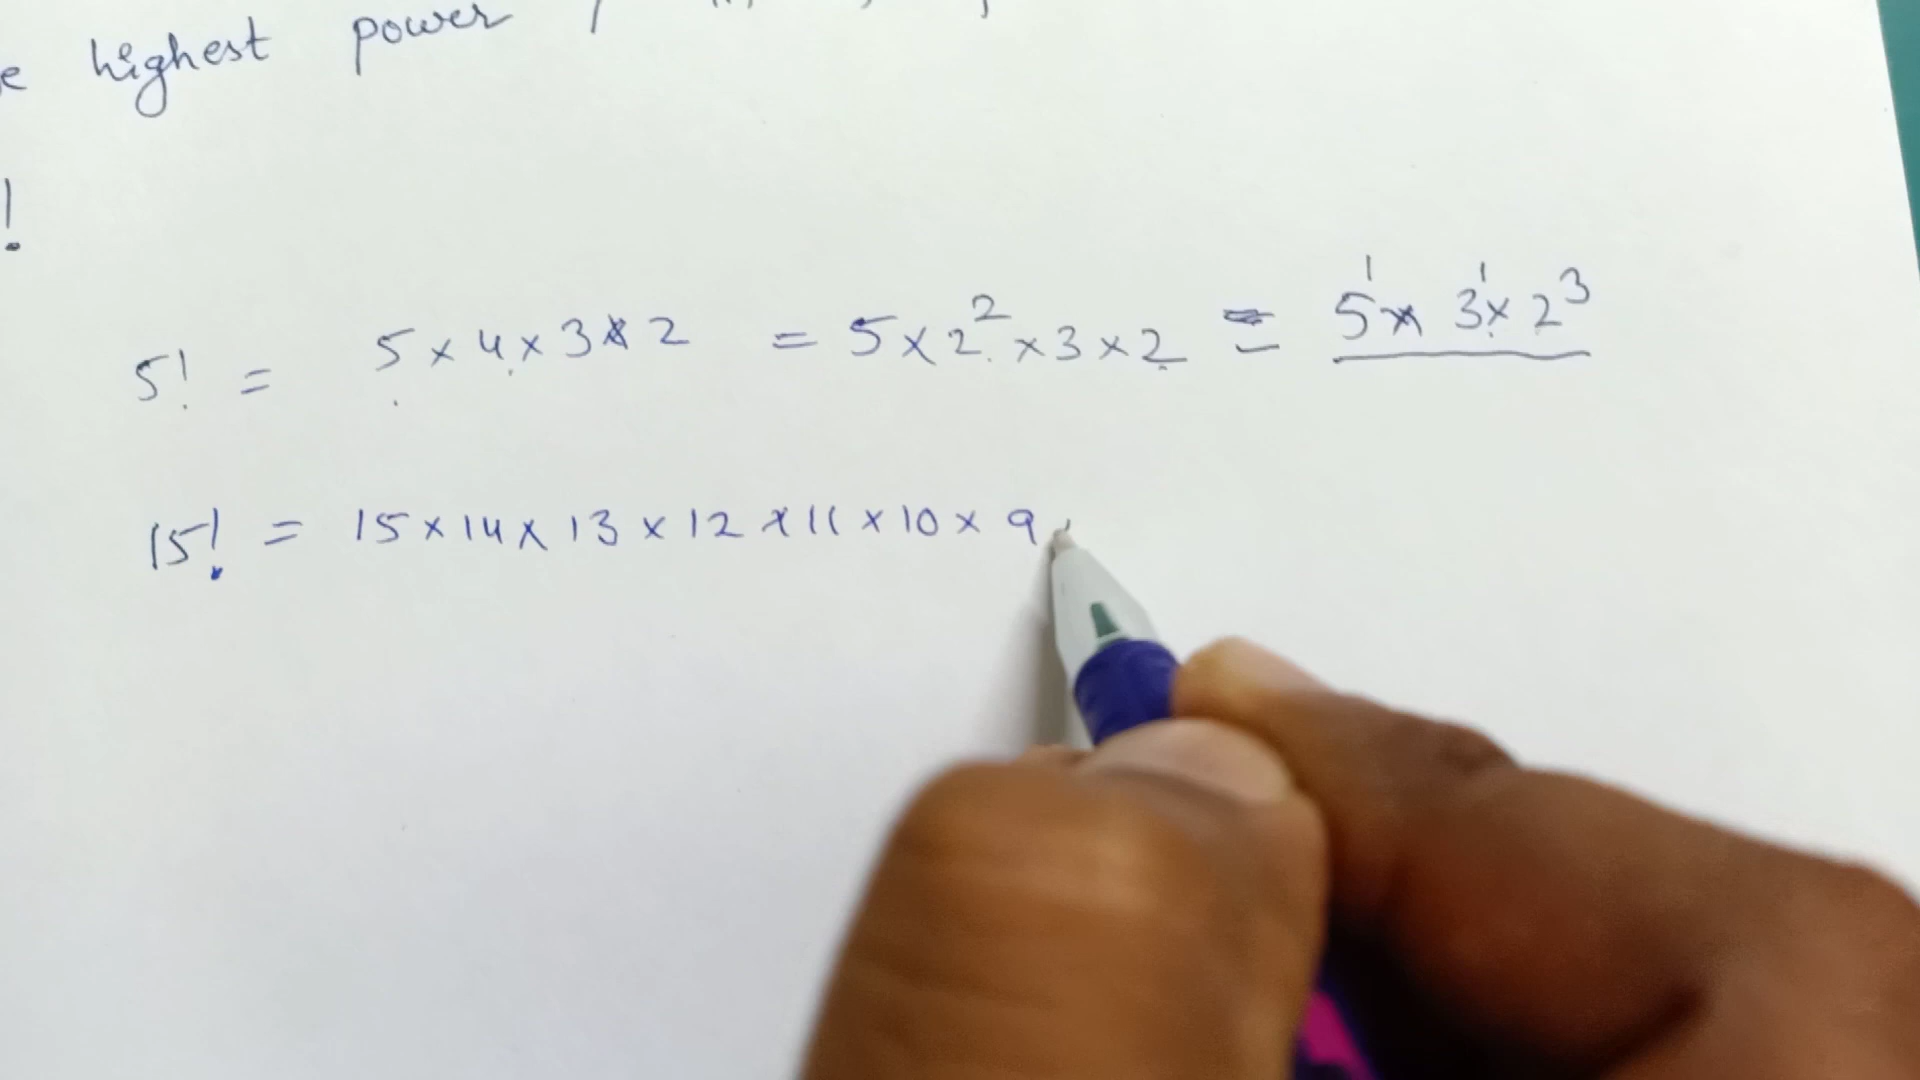 highest power
!
5! = 5 × 4 × 3 × 2 = 5 × 2² × 3 × 2 = 5¹ × 3¹ × 2³
15! = 15 × 14 × 13 × 12 × 11 × 10 × 9